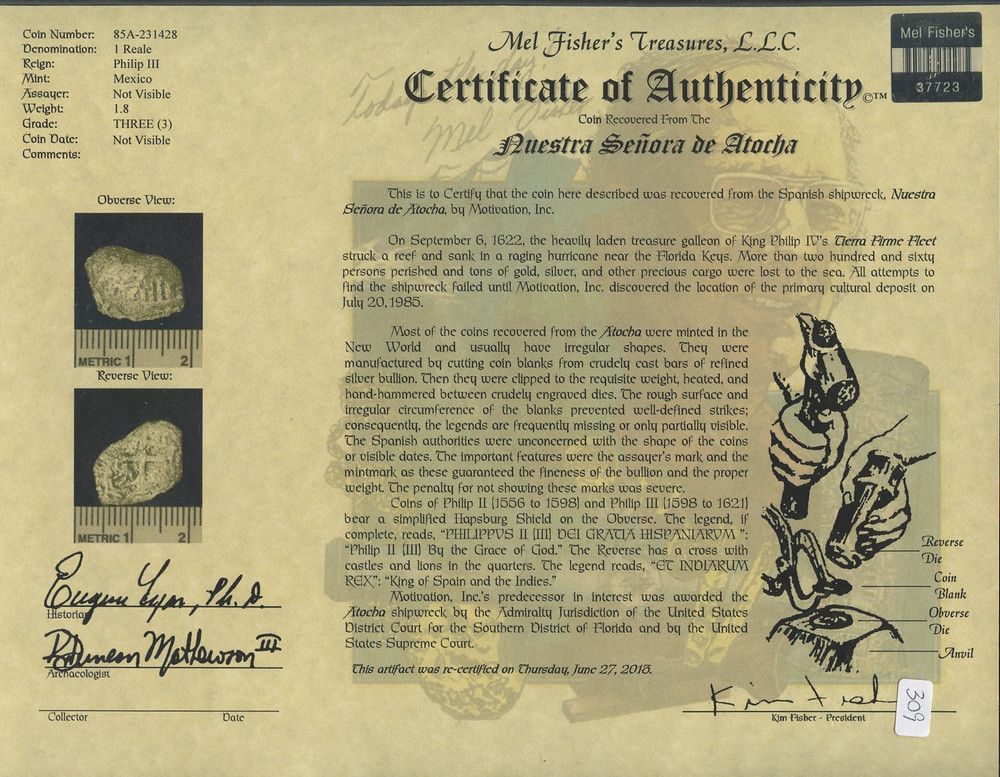 Coin Number: 85A-231428
Denomination: 1 Reale
Reign: Philip III
Mint: Mexico
Assayer: Not Visible
Weight: 1.8
Grade: THREE (3)
Coin Date: Not Visible
Comments:
Obverse View:
METRIC 1 2
Reverse View:
METRIC 1 2
Eugene Lyon, Ph.D.
Historian
R Duncan Mathewson III
Archaeologist
Collector Date
Mel Fisher's Treasures, L.L.C.
Certificate of Authenticity©™
Coin Recovered From The
Nuestra Señora de Atocha
Mel Fisher's
37723
Today's the day!
Mel Fisher
This is to Certify that the coin here described was recovered from the Spanish shipwreck, Nuestra
Señora de Atocha, by Motivation, Inc.
On September 6, 1622, the heavily laden treasure galleon of King Philip IV's Tierra Firme Fleet
struck a reef and sank in a raging hurricane near the Florida Keys. More than two hundred and sixty
persons perished and tons of gold, silver, and other precious cargo were lost to the sea. All attempts to
find the shipwreck failed until Motivation, Inc. discovered the location of the primary cultural deposit on
July 20, 1985.
Most of the coins recovered from the Atocha were minted in the
New World and usually have irregular shapes. They were
manufactured by cutting coin blanks from crudely cast bars of refined
silver bullion. Then they were clipped to the requisite weight, heated, and
hand-hammered between crudely engraved dies. The rough surface and
irregular circumference of the blanks prevented well-defined strikes;
consequently, the legends are frequently missing or only partially visible.
The Spanish authorities were unconcerned with the shape of the coins
or visible dates. The important features were the assayer's mark and the
mintmark as these guaranteed the fineness of the bullion and the proper
weight. The penalty for not showing these marks was severe.
Coins of Philip II (1556 to 1598) and Philip III (1598 to 1621)
bear a simplified Hapsburg Shield on the Obverse. The legend, if
complete, reads, "PHILIPPVS II (III) DEI GRATIA HISPANIARVM ":
"Philip II (III) By the Grace of God." The Reverse has a cross with
castles and lions in the quarters. The legend reads, "ET INDIARUM
REX"; "King of Spain and the Indies."
Motivation, Inc.'s predecessor in interest was awarded the
Atocha shipwreck by the Admiralty Jurisdiction of the United States
District Court for the Southern District of Florida and by the United
States Supreme Court.
This artifact was re-certified on Thursday, June 27, 2013.
Reverse
Die
Coin
Blank
Obverse
Die
Anvil
Kim Fish
Kim Fisher - President
309